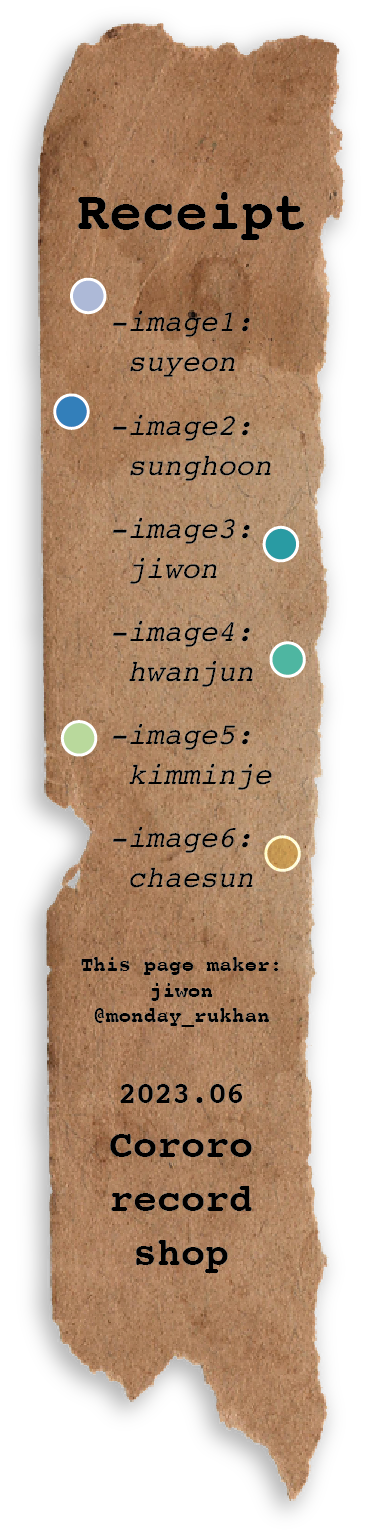 Receipt
-image1:
suyeon
-image2:
sunghoon
-image3:
jiwon
-image4:
hwanjun
-image5:
kimminje
-image6:
chaesun
This page maker:
jiwon
@monday_rukhan
2023.06
Cororo
record
shop